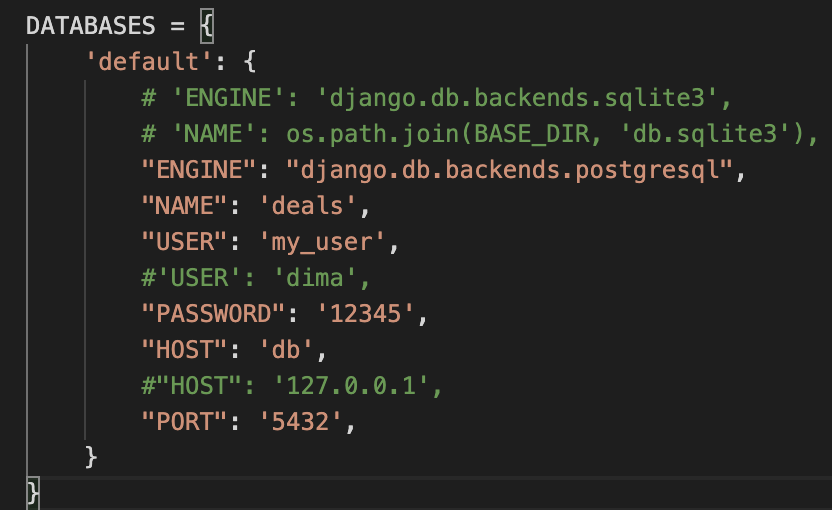 DATABASES = {
    'default': {
        # 'ENGINE': 'django.db.backends.sqlite3',
        # 'NAME': os.path.join(BASE_DIR, 'db.sqlite3'),
        "ENGINE": "django.db.backends.postgresql",
        "NAME": 'deals',
        "USER": 'my_user',
        #'USER': 'dima',
        "PASSWORD": '12345',
        "HOST": 'db',
        #"HOST": '127.0.0.1',
        "PORT": '5432',
    }
}